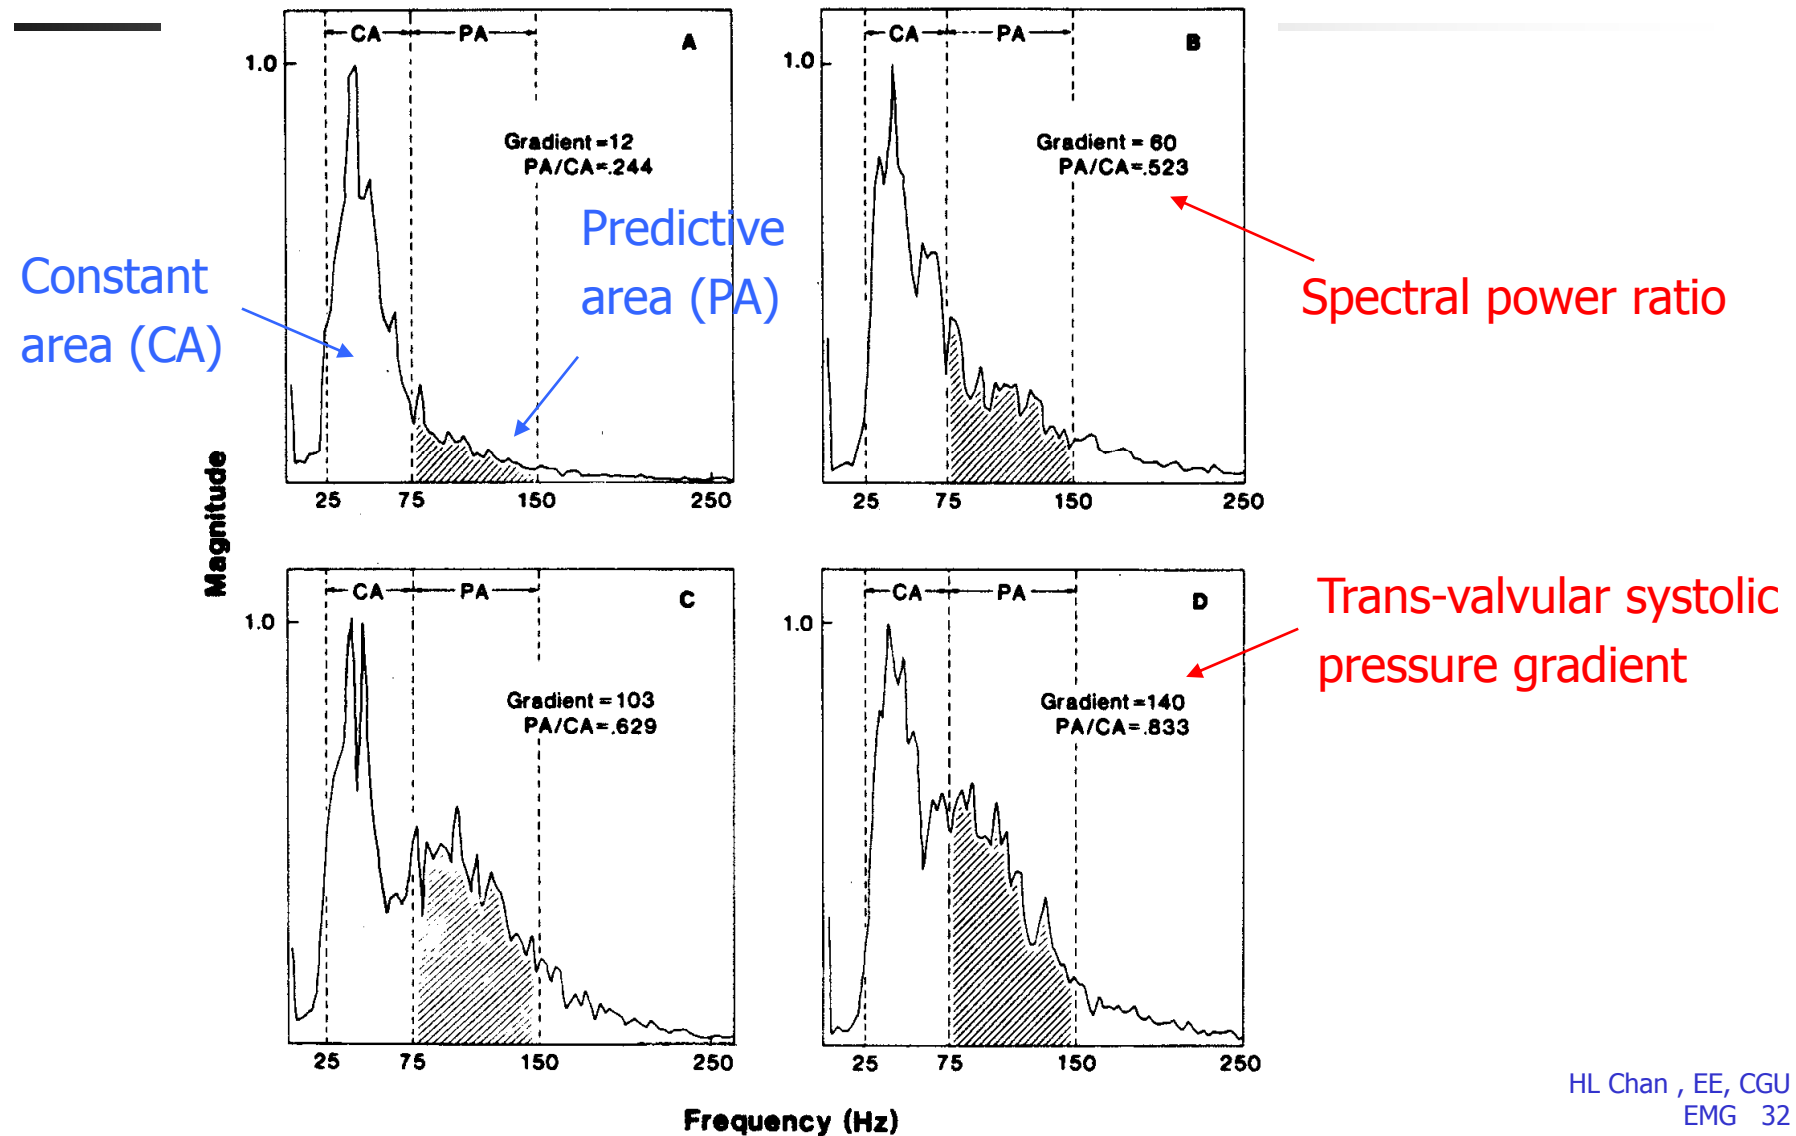 CA PA A
1.0
Gradient =12
PA/CA=.244
25 75 150 250
CA PA B
1.0
Gradient = 60
PA/CA=.523
25 75 150 250
Constant
area (CA)
Predictive
area (PA)
Spectral power ratio
Magnitude
CA PA C
1.0
Gradient = 103
PA/CA=.629
25 75 150 250
CA PA D
1.0
Gradient =140
PA/CA=.833
25 75 150 250
Trans-valvular systolic
pressure gradient
Frequency (Hz)
HL Chan , EE, CGU
EMG 32